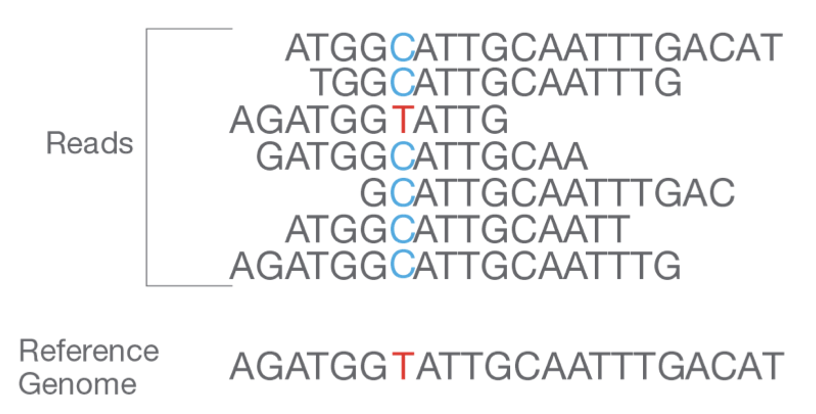 ATGGCATTGCAATTTGACAT
TGGCATTGCAATTTG
AGATGGTATTG
Reads
GATGGCATTGCAA
GCATTGCAATTTGAC
ATGGCATTGCAATT
AGATGGCATTGCAATTTG
Reference
Genome
AGATGGTATTGCAATTTGACAT